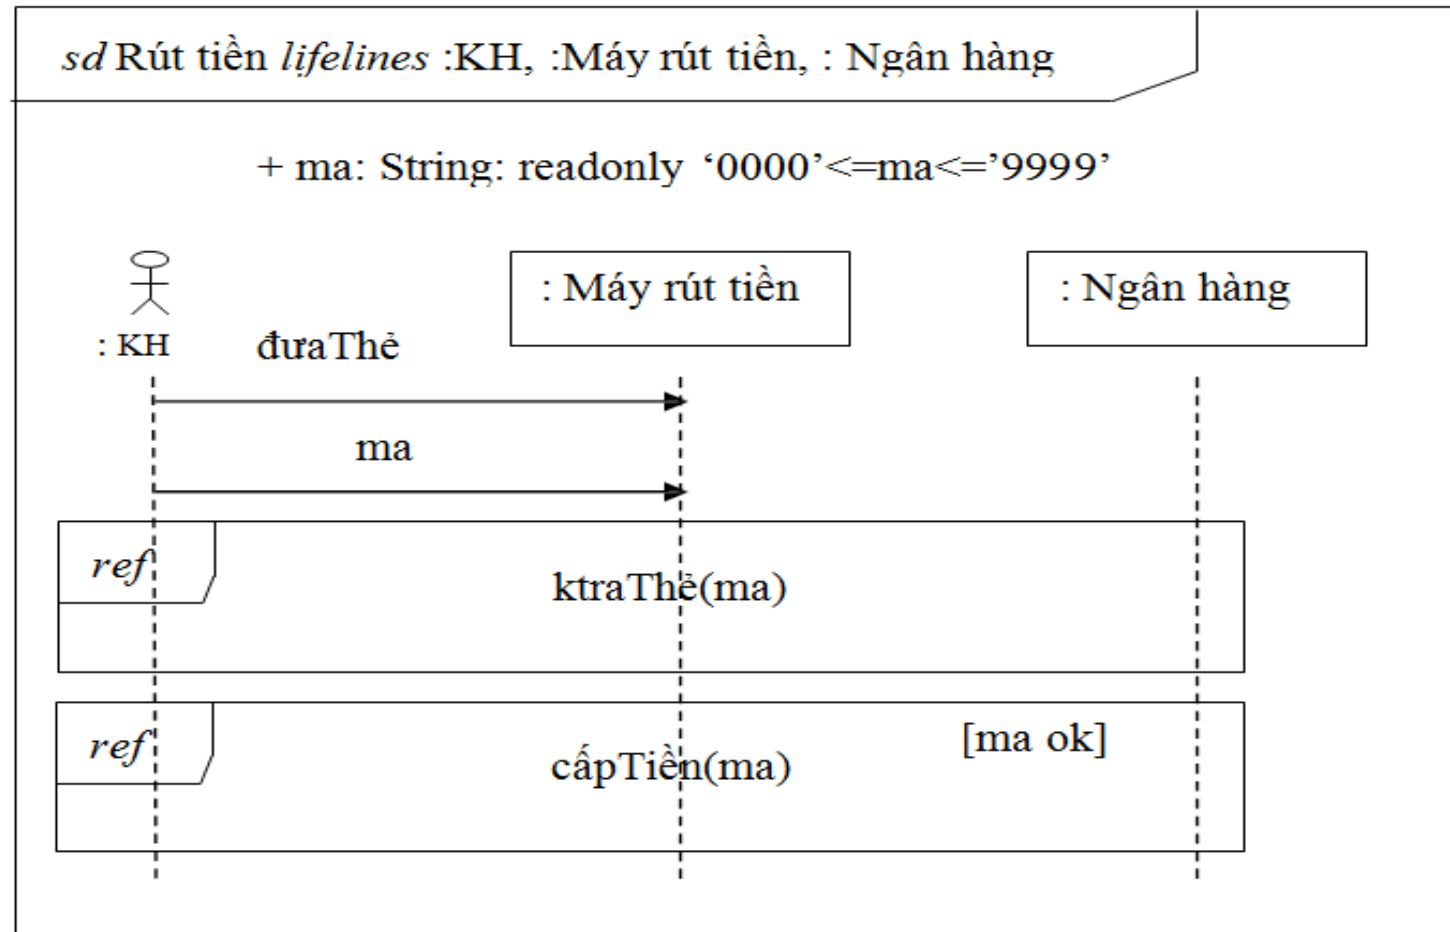 sd Rút tiền lifelines :KH, :Máy rút tiền, : Ngân hàng
+ ma: String: readonly ‘0000’<=ma<=’9999’
: Máy rút tiền
: Ngân hàng
: KH
đưaThẻ
ma
ref
ktraThẻ(ma)
ref
[ma ok]
cấpTiền(ma)